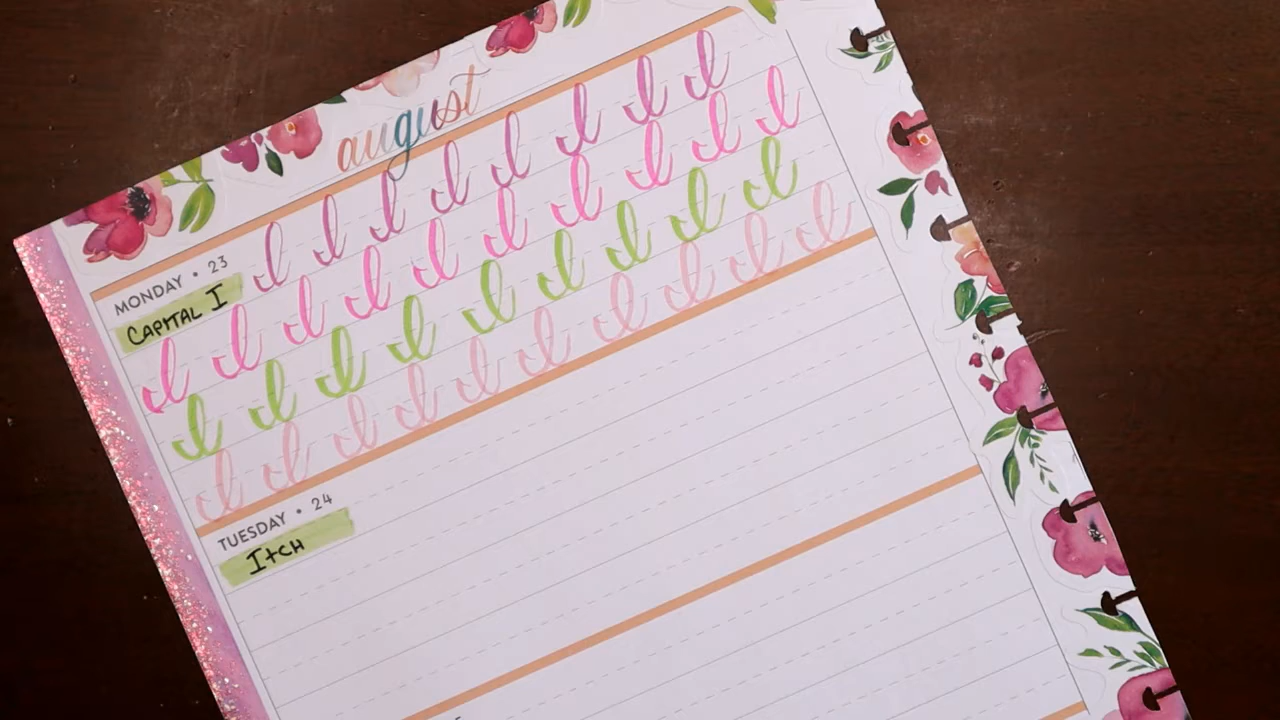 august
MONDAY • 23
CAPITAL I
I I I I I I I I
I I I I I I I I I I
I I I I I I I I I
I I I I I I I I I I
TUESDAY • 24
ItcH